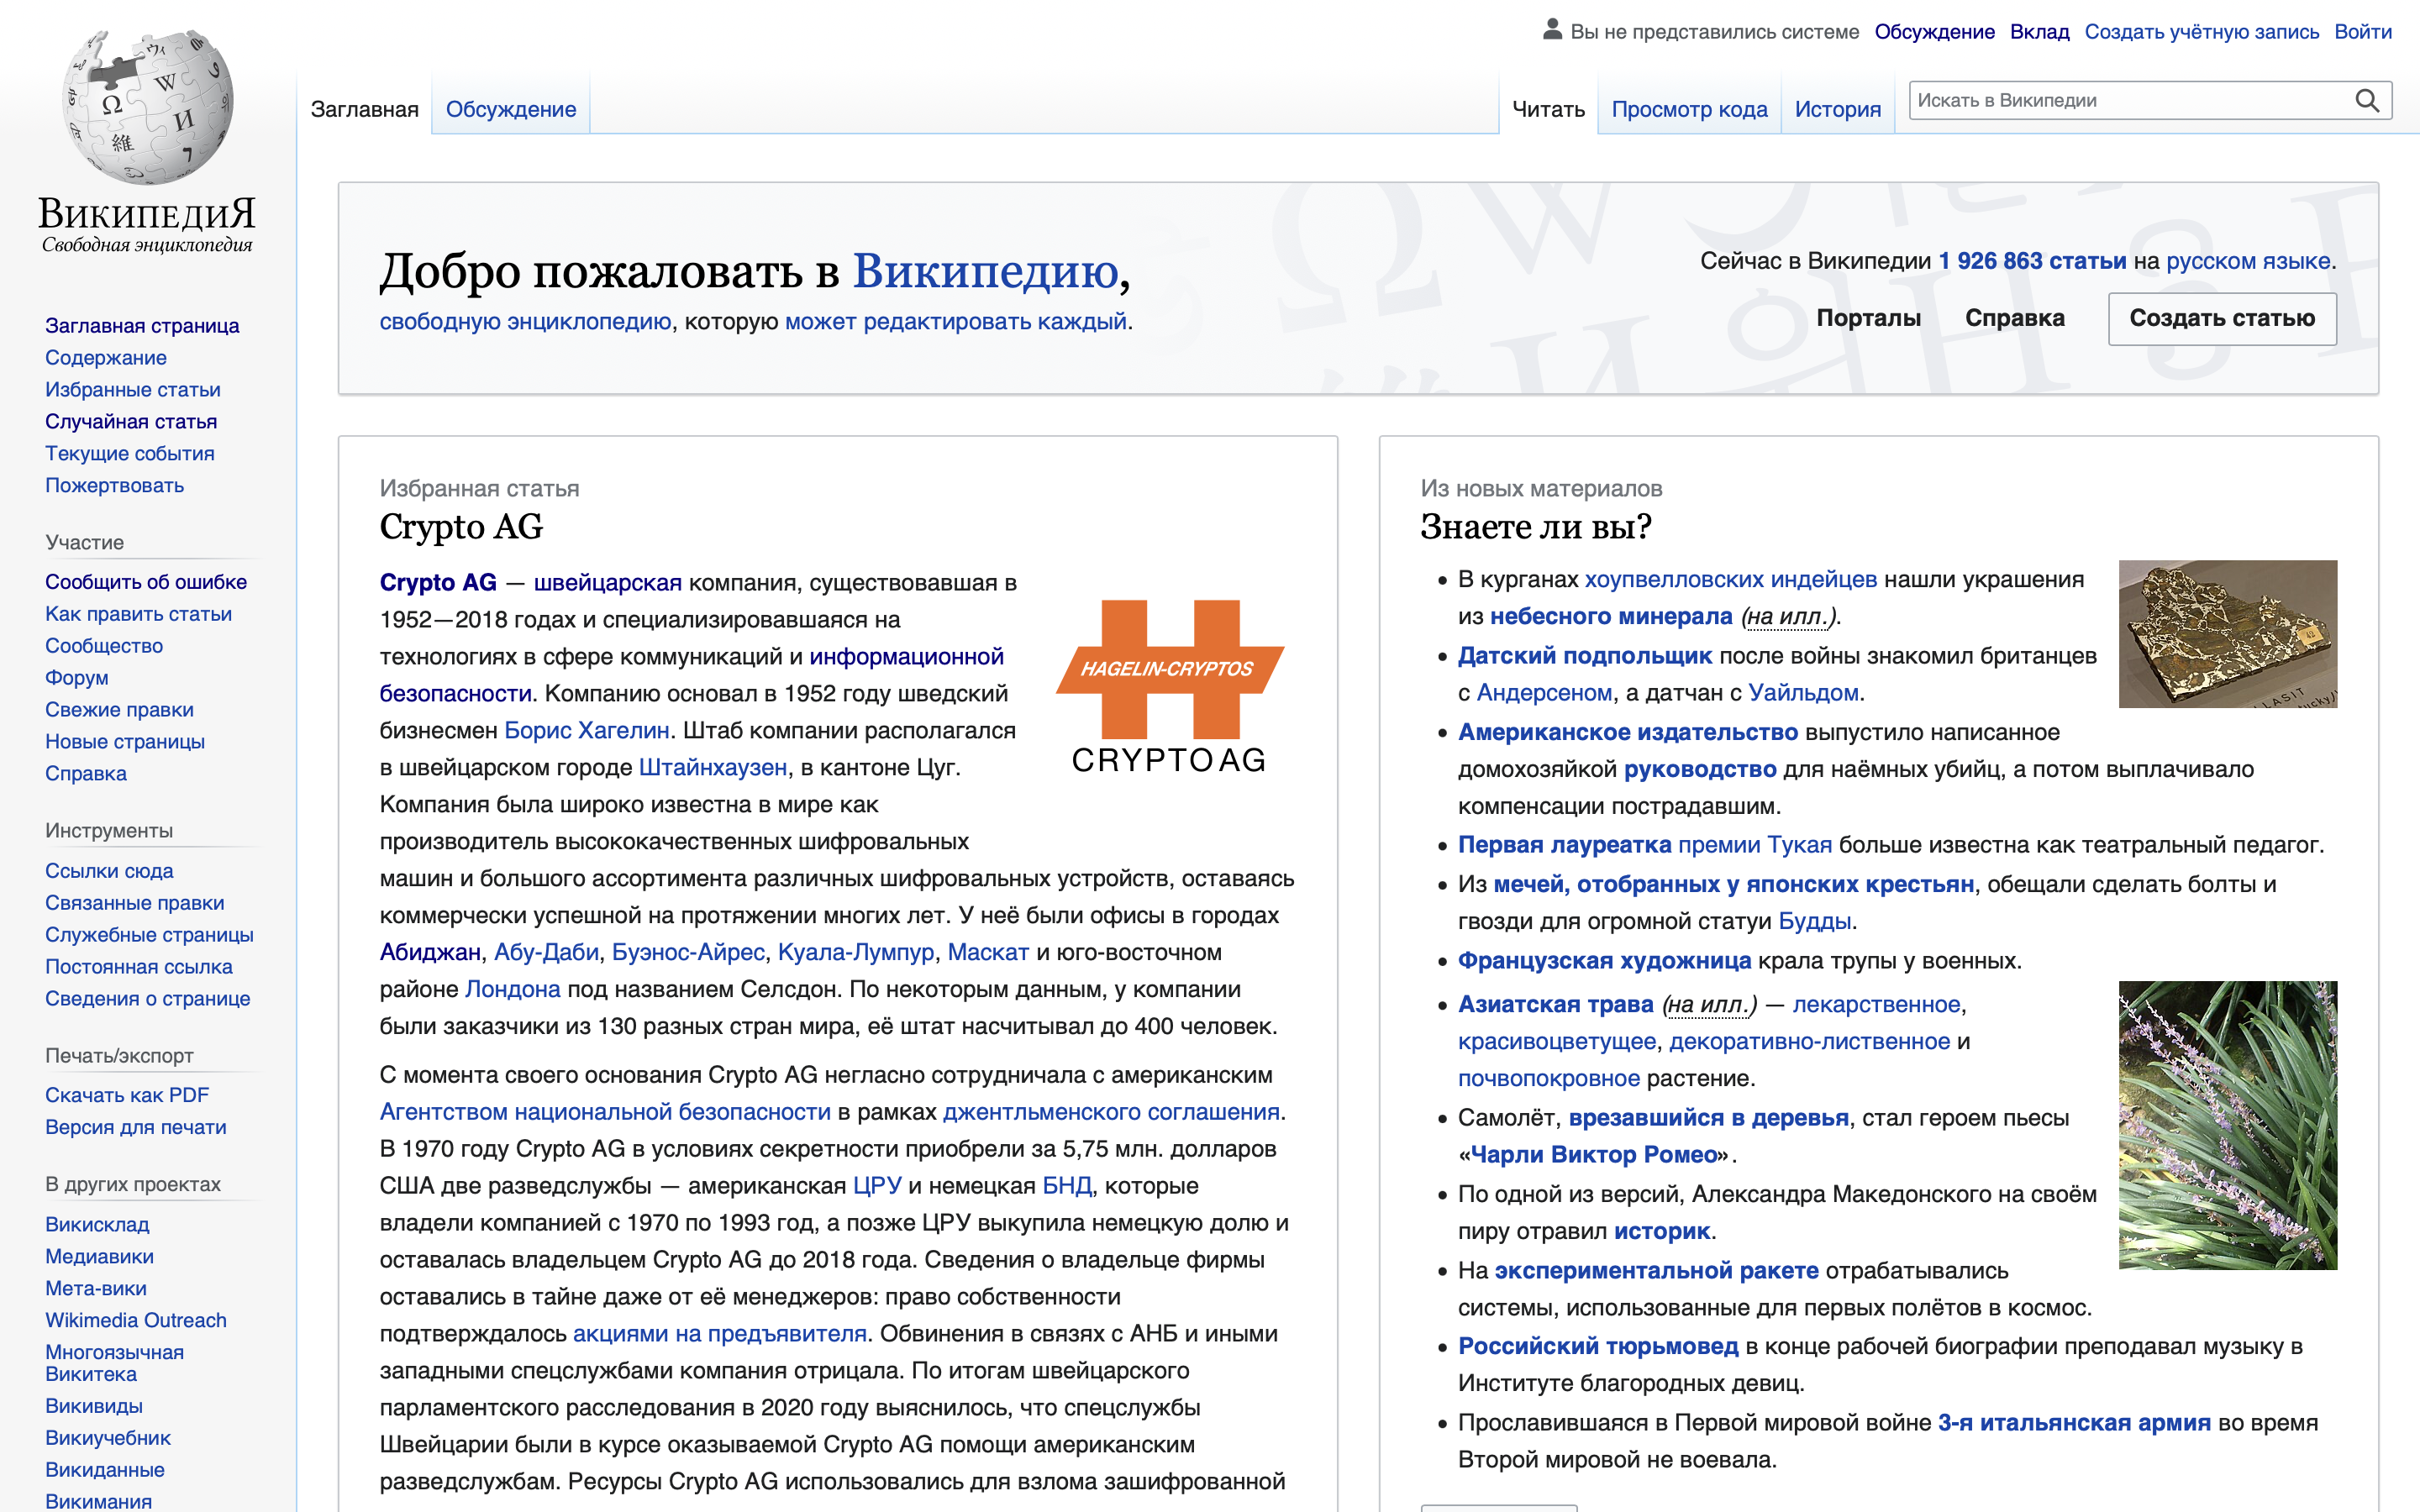 Вы не представились системе Обсуждение Вклад Создать учётную запись Войти
Заглавная Обсуждение Читать Просмотр кода История Искать в Википедии
Ω W И 維 ר
ВикипедиЯ
Свободная энциклопедия
Заглавная страница
Содержание
Избранные статьи
Случайная статья
Текущие события
Пожертвовать
Участие
Сообщить об ошибке
Как править статьи
Сообщество
Форум
Свежие правки
Новые страницы
Справка
Инструменты
Ссылки сюда
Связанные правки
Служебные страницы
Постоянная ссылка
Сведения о странице
Печать/экспорт
Скачать как PDF
Версия для печати
В других проектах
Викисклад
Медиавики
Мета-вики
Wikimedia Outreach
Многоязычная
Викитека
Викивиды
Викиучебник
Викиданные
Викимания
Добро пожаловать в Википедию,
свободную энциклопедию, которую может редактировать каждый.
Сейчас в Википедии 1 926 863 статьи на русском языке.
Порталы Справка Создать статью
Избранная статья
Crypto AG
Crypto AG — швейцарская компания, существовавшая в
1952—2018 годах и специализировавшаяся на
технологиях в сфере коммуникаций и информационной
безопасности. Компанию основал в 1952 году шведский
бизнесмен Борис Хагелин. Штаб компании располагался
в швейцарском городе Штайнхаузен, в кантоне Цуг.
Компания была широко известна в мире как
производитель высококачественных шифровальных
машин и большого ассортимента различных шифровальных устройств, оставаясь
коммерчески успешной на протяжении многих лет. У неё были офисы в городах
Абиджан, Абу-Даби, Буэнос-Айрес, Куала-Лумпур, Маскат и юго-восточном
районе Лондона под названием Селсдон. По некоторым данным, у компании
были заказчики из 130 разных стран мира, её штат насчитывал до 400 человек.
HAGELIN-CRYPTOS
CRYPTO AG
С момента своего основания Crypto AG негласно сотрудничала с американским
Агентством национальной безопасности в рамках джентльменского соглашения.
В 1970 году Crypto AG в условиях секретности приобрели за 5,75 млн. долларов
США две разведслужбы — американская ЦРУ и немецкая БНД, которые
владели компанией с 1970 по 1993 год, а позже ЦРУ выкупила немецкую долю и
оставалась владельцем Crypto AG до 2018 года. Сведения о владельце фирмы
оставались в тайне даже от её менеджеров: право собственности
подтверждалось акциями на предъявителя. Обвинения в связях с АНБ и иными
западными спецслужбами компания отрицала. По итогам швейцарского
парламентского расследования в 2020 году выяснилось, что спецслужбы
Швейцарии были в курсе оказываемой Crypto AG помощи американским
разведслужбам. Ресурсы Crypto AG использовались для взлома зашифрованной
Из новых материалов
Знаете ли вы?
В курганах хоупвелловских индейцев нашли украшения
из небесного минерала (на илл.).
Датский подпольщик после войны знакомил британцев
с Андерсеном, а датчан с Уайльдом.
Американское издательство выпустило написанное
домохозяйкой руководство для наёмных убийц, а потом выплачивало
компенсации пострадавшим.
Первая лауреатка премии Тукая больше известна как театральный педагог.
Из мечей, отобранных у японских крестьян, обещали сделать болты и
гвозди для огромной статуи Будды.
Французская художница крала трупы у военных.
Азиатская трава (на илл.) — лекарственное,
красивоцветущее, декоративно-лиственное и
почвопокровное растение.
Самолёт, врезавшийся в деревья, стал героем пьесы
«Чарли Виктор Ромео».
По одной из версий, Александра Македонского на своём
пиру отравил историк.
На экспериментальной ракете отрабатывались
системы, использованные для первых полётов в космос.
Российский тюрьмовед в конце рабочей биографии преподавал музыку в
Институте благородных девиц.
Прославившаяся в Первой мировой войне 3-я итальянская армия во время
Второй мировой не воевала.